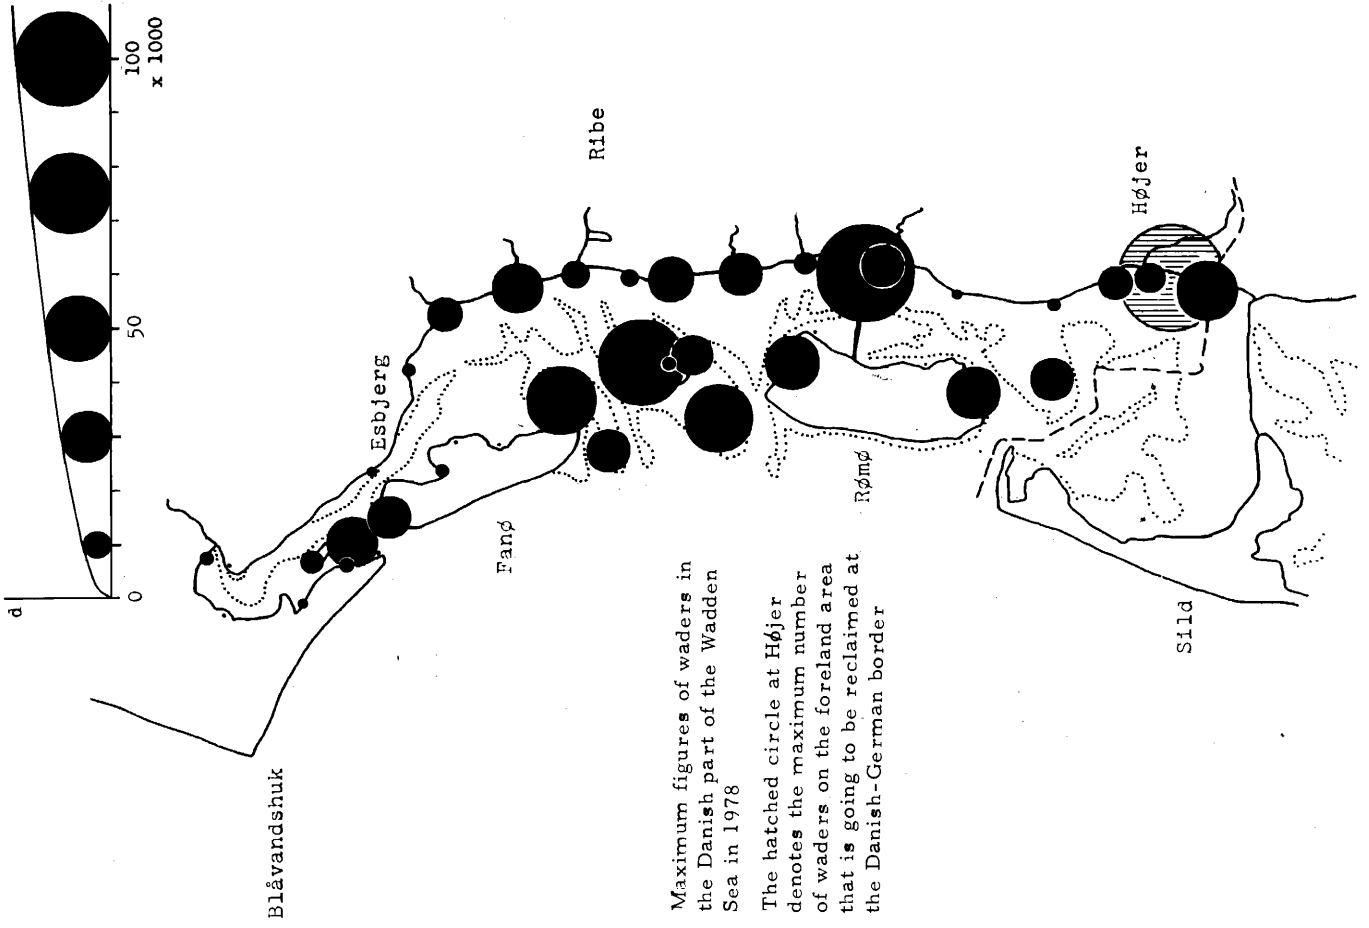 d
0
50
100
x 1000
Blåvandshuk
Esbjerg
Fanø
Ribe
Rømø
Højer
Sild
Maximum figures of waders in
the Danish part of the Wadden
Sea in 1978
The hatched circle at Højer
denotes the maximum number
of waders on the foreland area
that is going to be reclaimed at
the Danish-German border